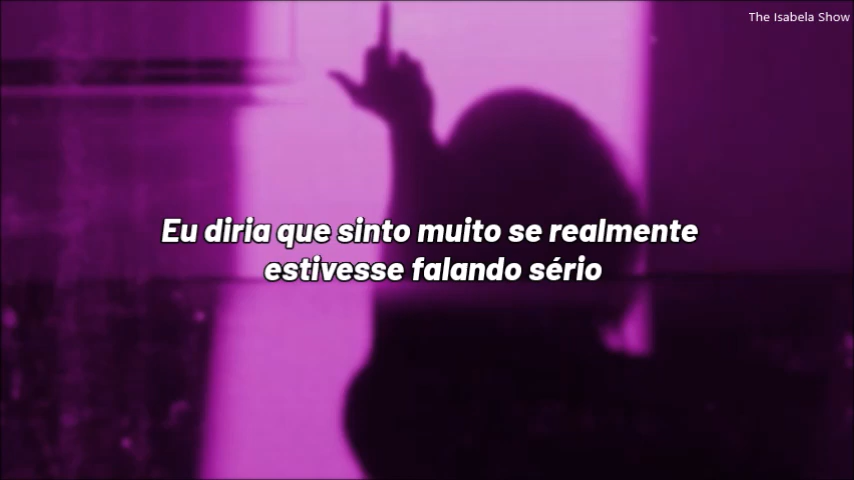 The Isabela Show
Eu diria que sinto muito se realmente
estivesse falando sério